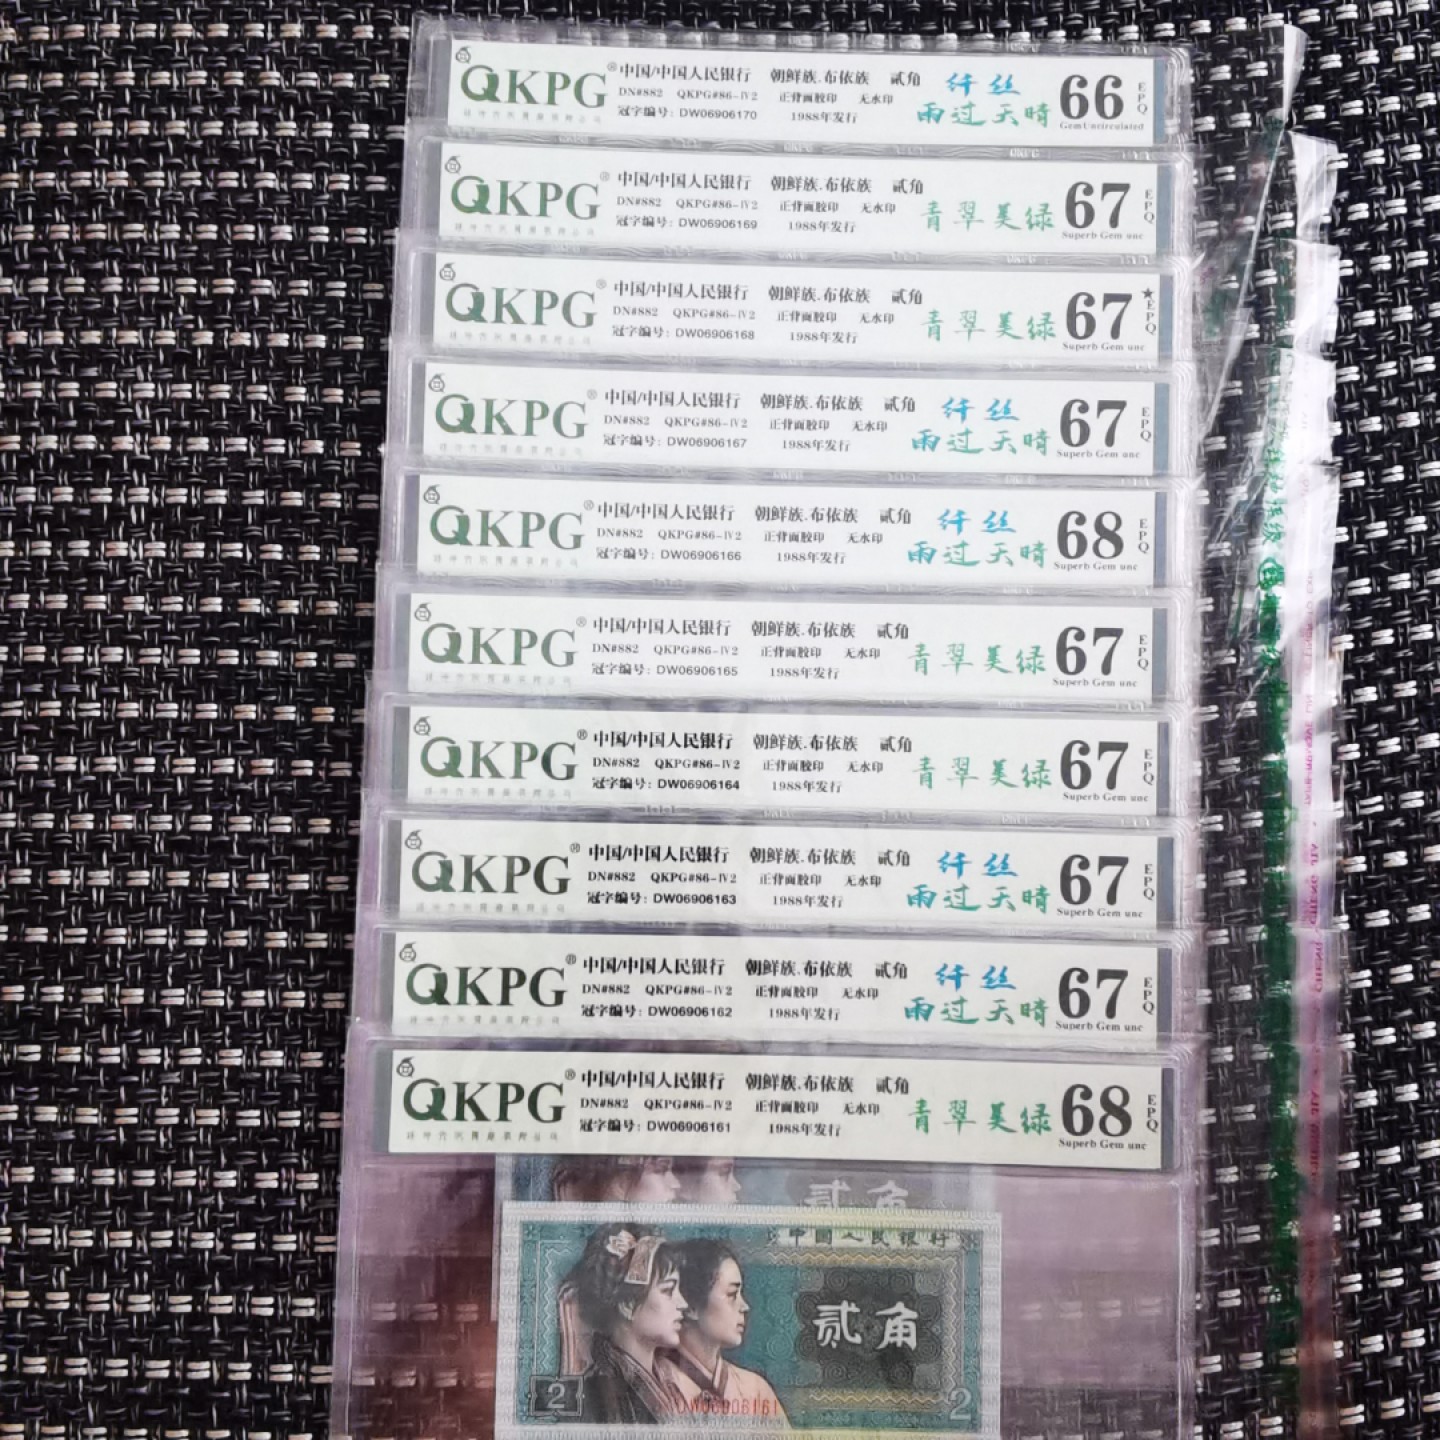 QKPG® 中国/中国人民银行 朝鲜族.布依族 贰角 纤丝 66 EPQ
DN#882 QKPG#86-IV2 正背面胶印 无水印 雨过天晴
冠字编号: DW06906170 1988年发行 Gem Uncirculated
QKPG® 中国/中国人民银行 朝鲜族.布依族 贰角 67 EPQ
DN#882 QKPG#86-IV2 正背面胶印 无水印 青翠美绿
冠字编号: DW06906169 1988年发行 Superb Gem unc
QKPG® 中国/中国人民银行 朝鲜族.布依族 贰角 67 ★EPQ
DN#882 QKPG#86-IV2 正背面胶印 无水印 青翠美绿
冠字编号: DW06906168 1988年发行 Superb Gem unc
QKPG® 中国/中国人民银行 朝鲜族.布依族 贰角 纤丝 67 EPQ
DN#882 QKPG#86-IV2 正背面胶印 无水印 雨过天晴
冠字编号: DW06906167 1988年发行 Superb Gem unc
QKPG® 中国/中国人民银行 朝鲜族.布依族 贰角 纤丝 68 EPQ
DN#882 QKPG#86-IV2 正背面胶印 无水印 雨过天晴
冠字编号: DW06906166 1988年发行 Superb Gem unc
QKPG® 中国/中国人民银行 朝鲜族.布依族 贰角 67 EPQ
DN#882 QKPG#86-IV2 正背面胶印 无水印 青翠美绿
冠字编号: DW06906165 1988年发行 Superb Gem unc
QKPG® 中国/中国人民银行 朝鲜族.布依族 贰角 67 EPQ
DN#882 QKPG#86-IV2 正背面胶印 无水印 青翠美绿
冠字编号: DW06906164 1988年发行 Superb Gem unc
QKPG® 中国/中国人民银行 朝鲜族.布依族 贰角 纤丝 67 EPQ
DN#882 QKPG#86-IV2 正背面胶印 无水印 雨过天晴
冠字编号: DW06906163 1988年发行 Superb Gem unc
QKPG® 中国/中国人民银行 朝鲜族.布依族 贰角 纤丝 67 EPQ
DN#882 QKPG#86-IV2 正背面胶印 无水印 雨过天晴
冠字编号: DW06906162 1988年发行 Superb Gem unc
QKPG® 中国/中国人民银行 朝鲜族.布依族 贰角 68 EPQ
DN#882 QKPG#86-IV2 正背面胶印 无水印 青翠美绿
冠字编号: DW06906161 1988年发行 Superb Gem unc
贰角
中国人民银行
贰角
2 DW06906161 2